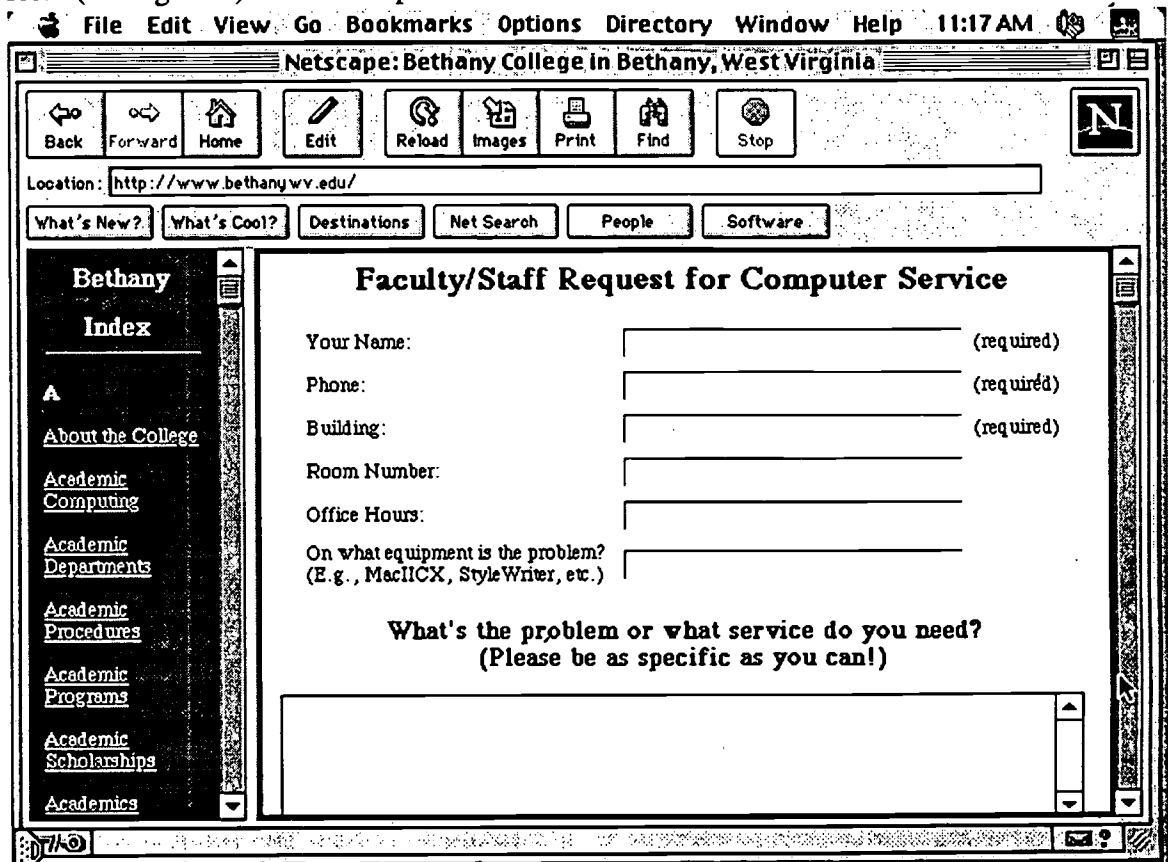 File Edit View Go Bookmarks Options Directory Window Help 11:17 AM
Netscape: Bethany College in Bethany, West Virginia
Back Forward Home Edit Reload Images Print Find Stop
N
Location: http://www.bethanywv.edu/
What's New? What's Cool? Destinations Net Search People Software
Bethany
Index
A
About the College
Academic
Computing
Academic
Departments
Academic
Procedures
Academic
Programs
Academic
Scholarships
Academics
Faculty/Staff Request for Computer Service
Your Name: (required)
Phone: (required)
Building: (required)
Room Number:
Office Hours:
On what equipment is the problem?
(E.g., MacIICX, StyleWriter, etc.)
What's the problem or what service do you need?
(Please be as specific as you can!)